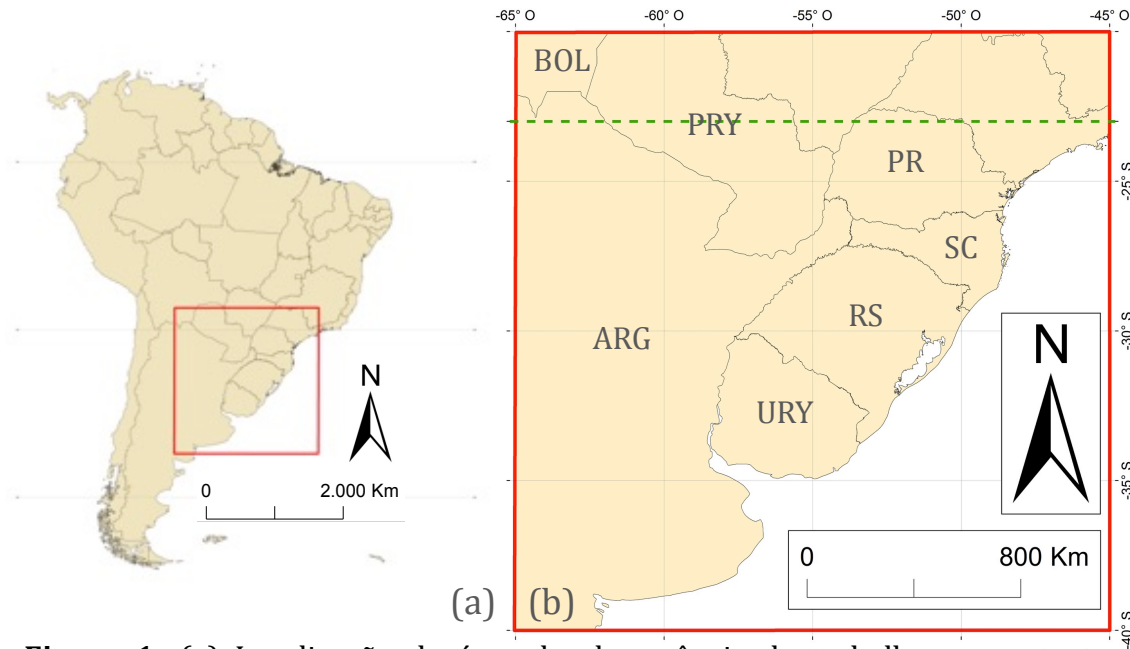 -65° O
-60° O
-55° O
-50° O
-45° O
BOL
PRY
PR
-25° S
SC
RS
ARG
-30° S
N
URY
N
0
2.000 Km
-35° S
0
800 Km
(a)
(b)
-40° S